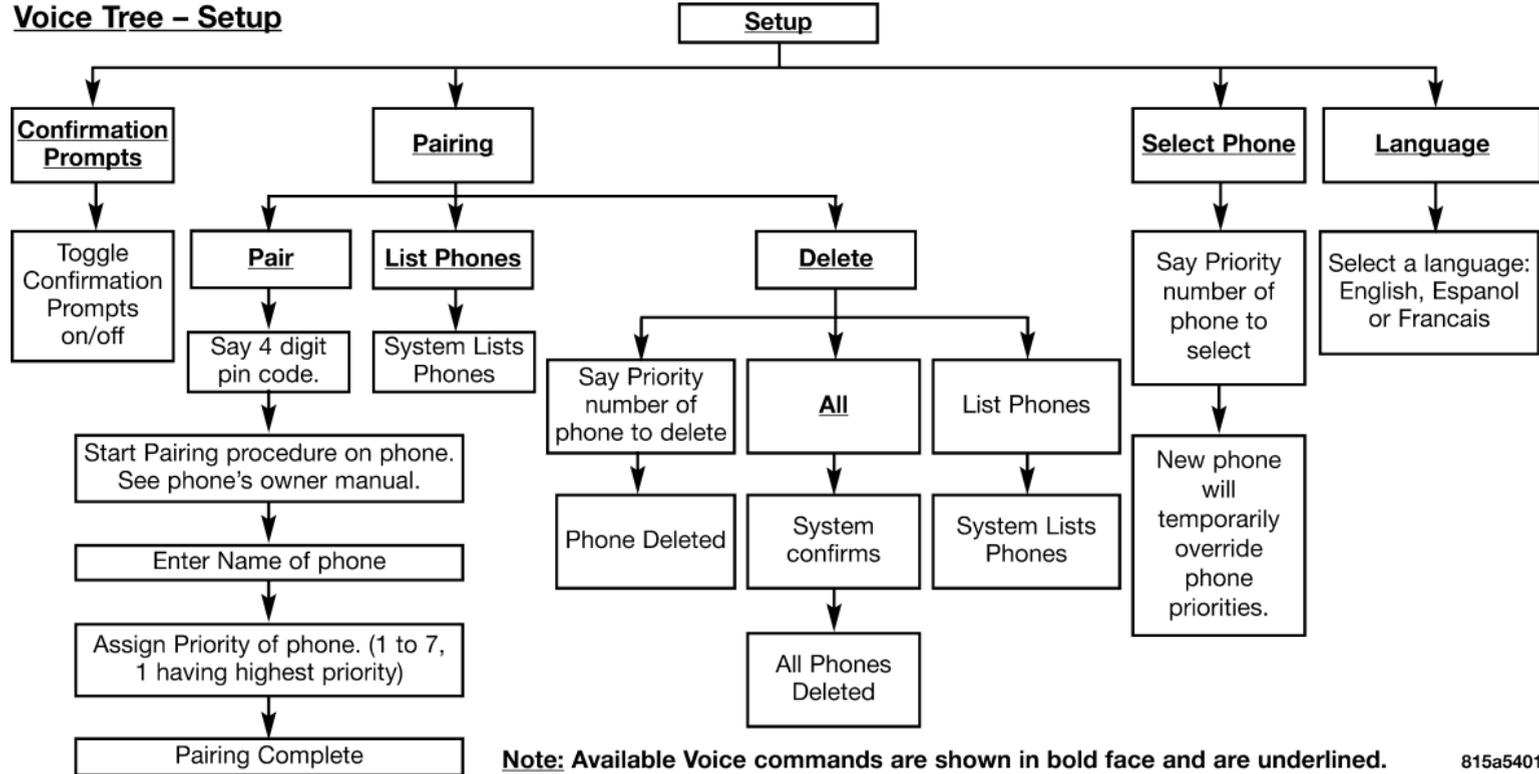 Voice Tree – Setup
Setup
Confirmation
Prompts
Pairing
Select Phone
Language
Toggle
Confirmation
Prompts
on/off
Pair
List Phones
Delete
Say Priority
number of
phone to
select
Select a language:
English, Espanol
or Francais
Say 4 digit
pin code.
System Lists
Phones
Say Priority
number of
phone to delete
All
List Phones
Start Pairing procedure on phone.
See phone's owner manual.
New phone
will
temporarily
override
phone
priorities.
Phone Deleted
System
confirms
System Lists
Phones
Enter Name of phone
Assign Priority of phone. (1 to 7,
1 having highest priority)
All Phones
Deleted
Pairing Complete
Note: Available Voice commands are shown in bold face and are underlined.